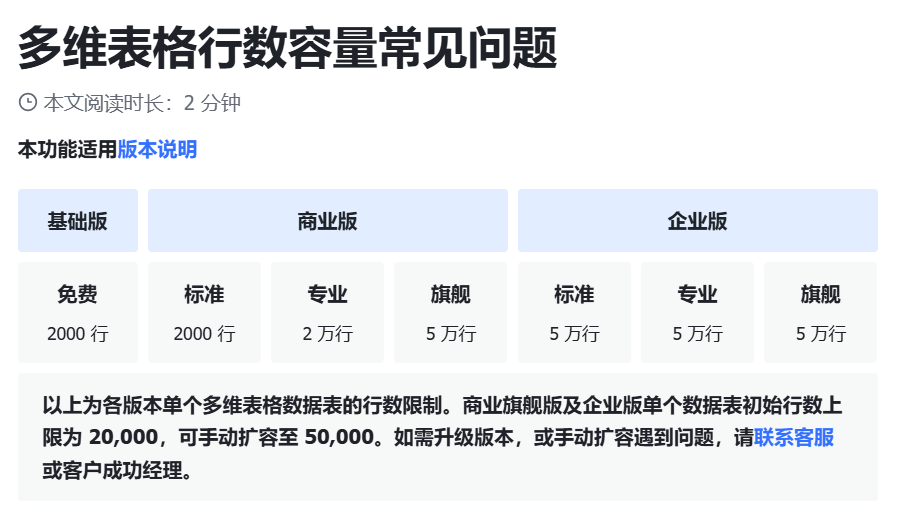 多维表格行数容量常见问题
本文阅读时长：2 分钟
本功能适用版本说明
基础版 商业版 企业版
免费 标准 专业 旗舰 标准 专业 旗舰
2000 行 2000 行 2 万行 5 万行 5 万行 5 万行 5 万行
以上为各版本单个多维表格数据表的行数限制。商业旗舰版及企业版单个数据表初始行数上
限为 20,000，可手动扩容至 50,000。如需升级版本，或手动扩容遇到问题，请联系客服
或客户成功经理。